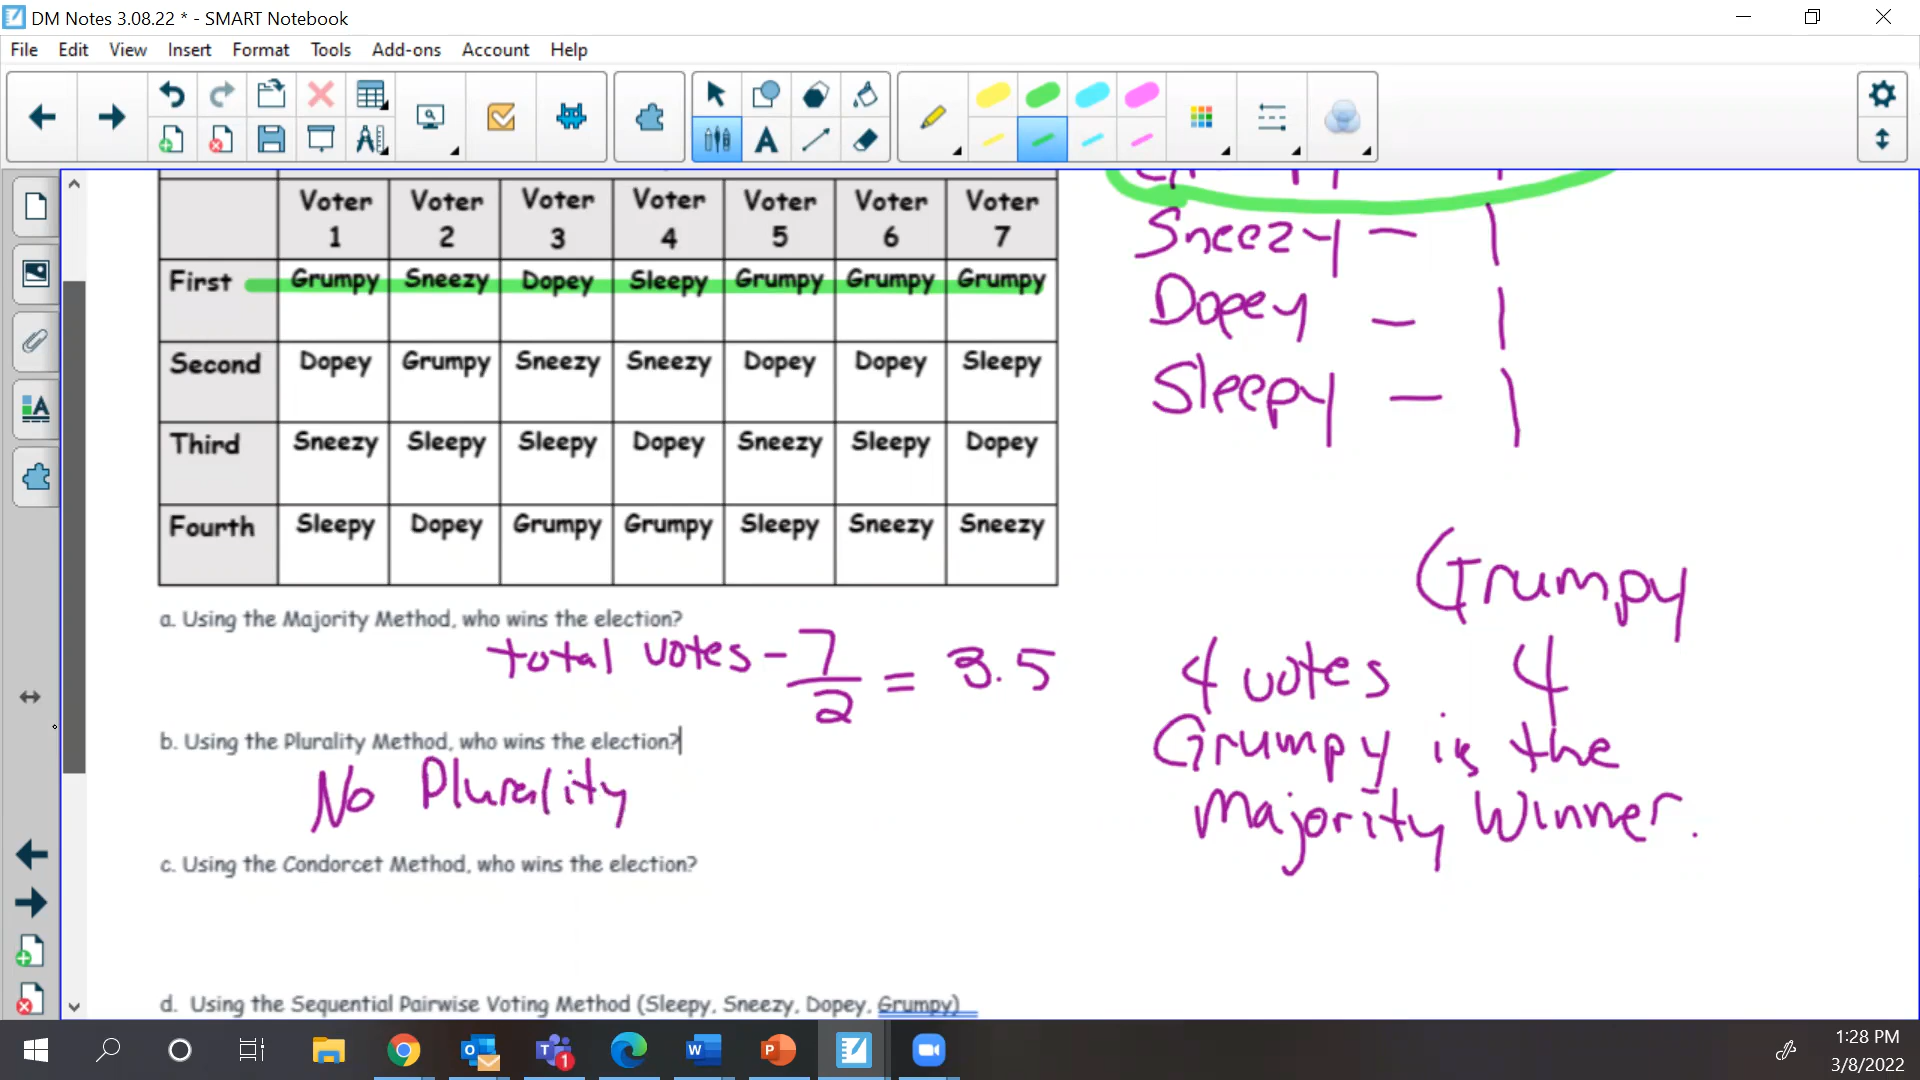 DM Notes 3.08.22 * - SMART Notebook
File Edit View Insert Format Tools Add-ons Account Help
Voter 1 Voter 2 Voter 3 Voter 4 Voter 5 Voter 6 Voter 7
First Grumpy Sneezy Dopey Sleepy Grumpy Grumpy Grumpy
Second Dopey Grumpy Sneezy Sneezy Dopey Dopey Sleepy
Third Sneezy Sleepy Sleepy Dopey Sneezy Sleepy Dopey
Fourth Sleepy Dopey Grumpy Grumpy Sleepy Sneezy Sneezy
Sneezy - 1
Dopey - 1
Sleepy - 1
a. Using the Majority Method, who wins the election?
total votes - 7/2 = 3.5
Grumpy
4 votes 4
Grumpy is the
Majority Winner.
b. Using the Plurality Method, who wins the election?
No Plurality
c. Using the Condorcet Method, who wins the election?
d. Using the Sequential Pairwise Voting Method (Sleepy, Sneezy, Dopey, Grumpy)
1:28 PM
3/8/2022